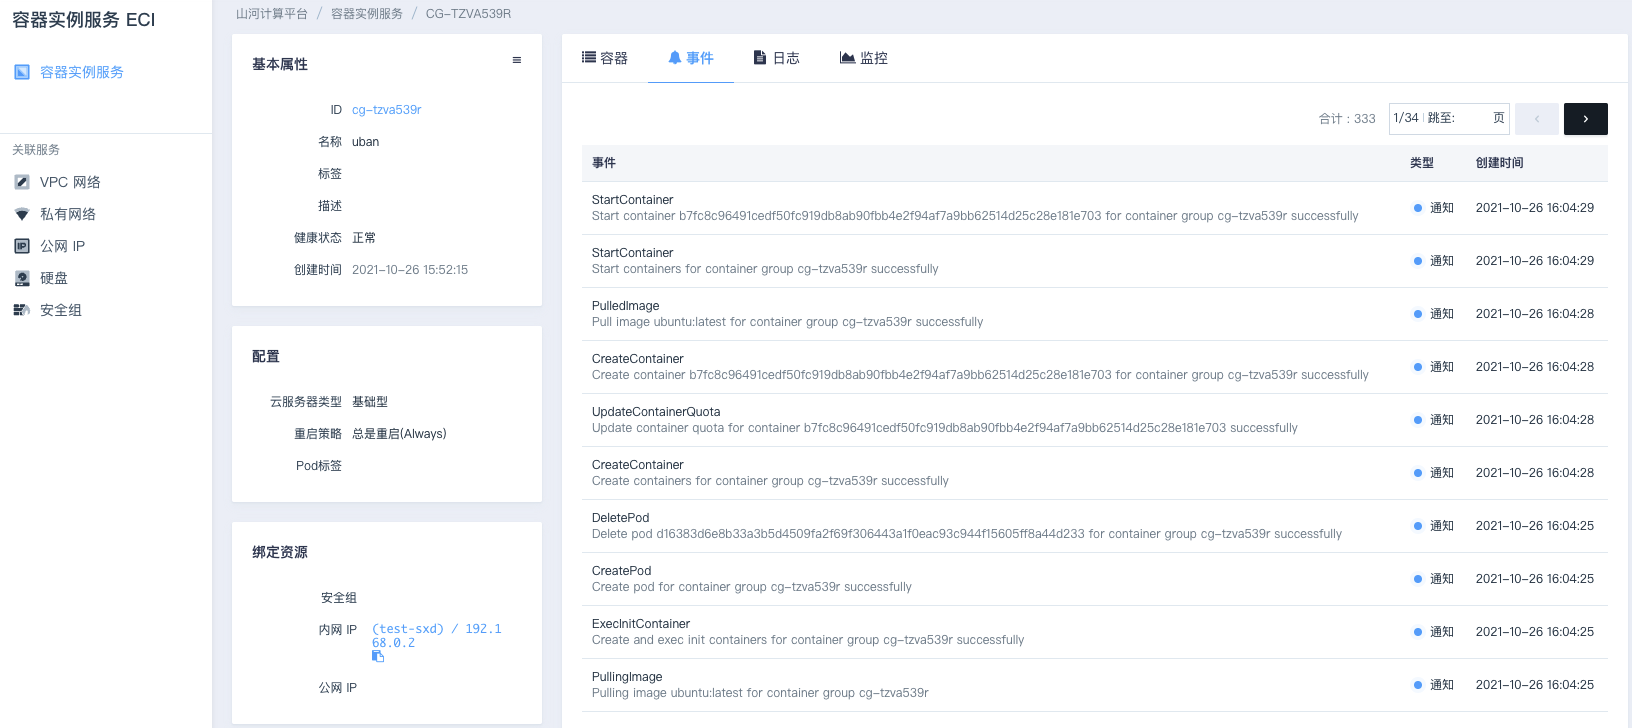 容器实例服务 ECI
容器实例服务
关联服务
VPC 网络
私有网络
公网 IP
硬盘
安全组
山河计算平台 / 容器实例服务 / CG-TZVA539R
基本属性
ID cg-tzva539r
名称 uban
标签
描述
健康状态 正常
创建时间 2021-10-26 15:52:15
配置
云服务器类型 基础型
重启策略 总是重启(Always)
Pod标签
绑定资源
安全组
内网 IP (test-sxd) / 192.1
68.0.2
公网 IP
容器 事件 日志 监控
合计：333 1/34 跳至: 页
事件 类型 创建时间
StartContainer
Start container b7fc8c96491cedf50fc919db8ab90fbb4e2f94af7a9bb62514d25c28e181e703 for container group cg-tzva539r successfully
通知 2021-10-26 16:04:29
StartContainer
Start containers for container group cg-tzva539r successfully
通知 2021-10-26 16:04:29
PulledImage
Pull image ubuntu:latest for container group cg-tzva539r successfully
通知 2021-10-26 16:04:28
CreateContainer
Create container b7fc8c96491cedf50fc919db8ab90fbb4e2f94af7a9bb62514d25c28e181e703 for container group cg-tzva539r successfully
通知 2021-10-26 16:04:28
UpdateContainerQuota
Update container quota for container b7fc8c96491cedf50fc919db8ab90fbb4e2f94af7a9bb62514d25c28e181e703 successfully
通知 2021-10-26 16:04:28
CreateContainer
Create containers for container group cg-tzva539r successfully
通知 2021-10-26 16:04:28
DeletePod
Delete pod d16383d6e8b33a3b5d4509fa2f69f306443a1f0eac93c944f15605ff8a44d233 for container group cg-tzva539r successfully
通知 2021-10-26 16:04:25
CreatePod
Create pod for container group cg-tzva539r successfully
通知 2021-10-26 16:04:25
ExecInitContainer
Create and exec init containers for container group cg-tzva539r successfully
通知 2021-10-26 16:04:25
PullingImage
Pulling image ubuntu:latest for container group cg-tzva539r
通知 2021-10-26 16:04:25